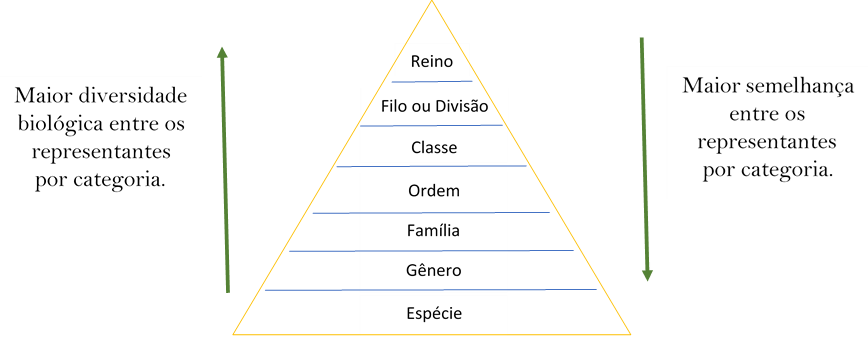 Maior diversidade
biológica entre os
representantes
por categoria.
Reino
Filo ou Divisão
Classe
Ordem
Família
Gênero
Espécie
Maior semelhança
entre os
representantes
por categoria.